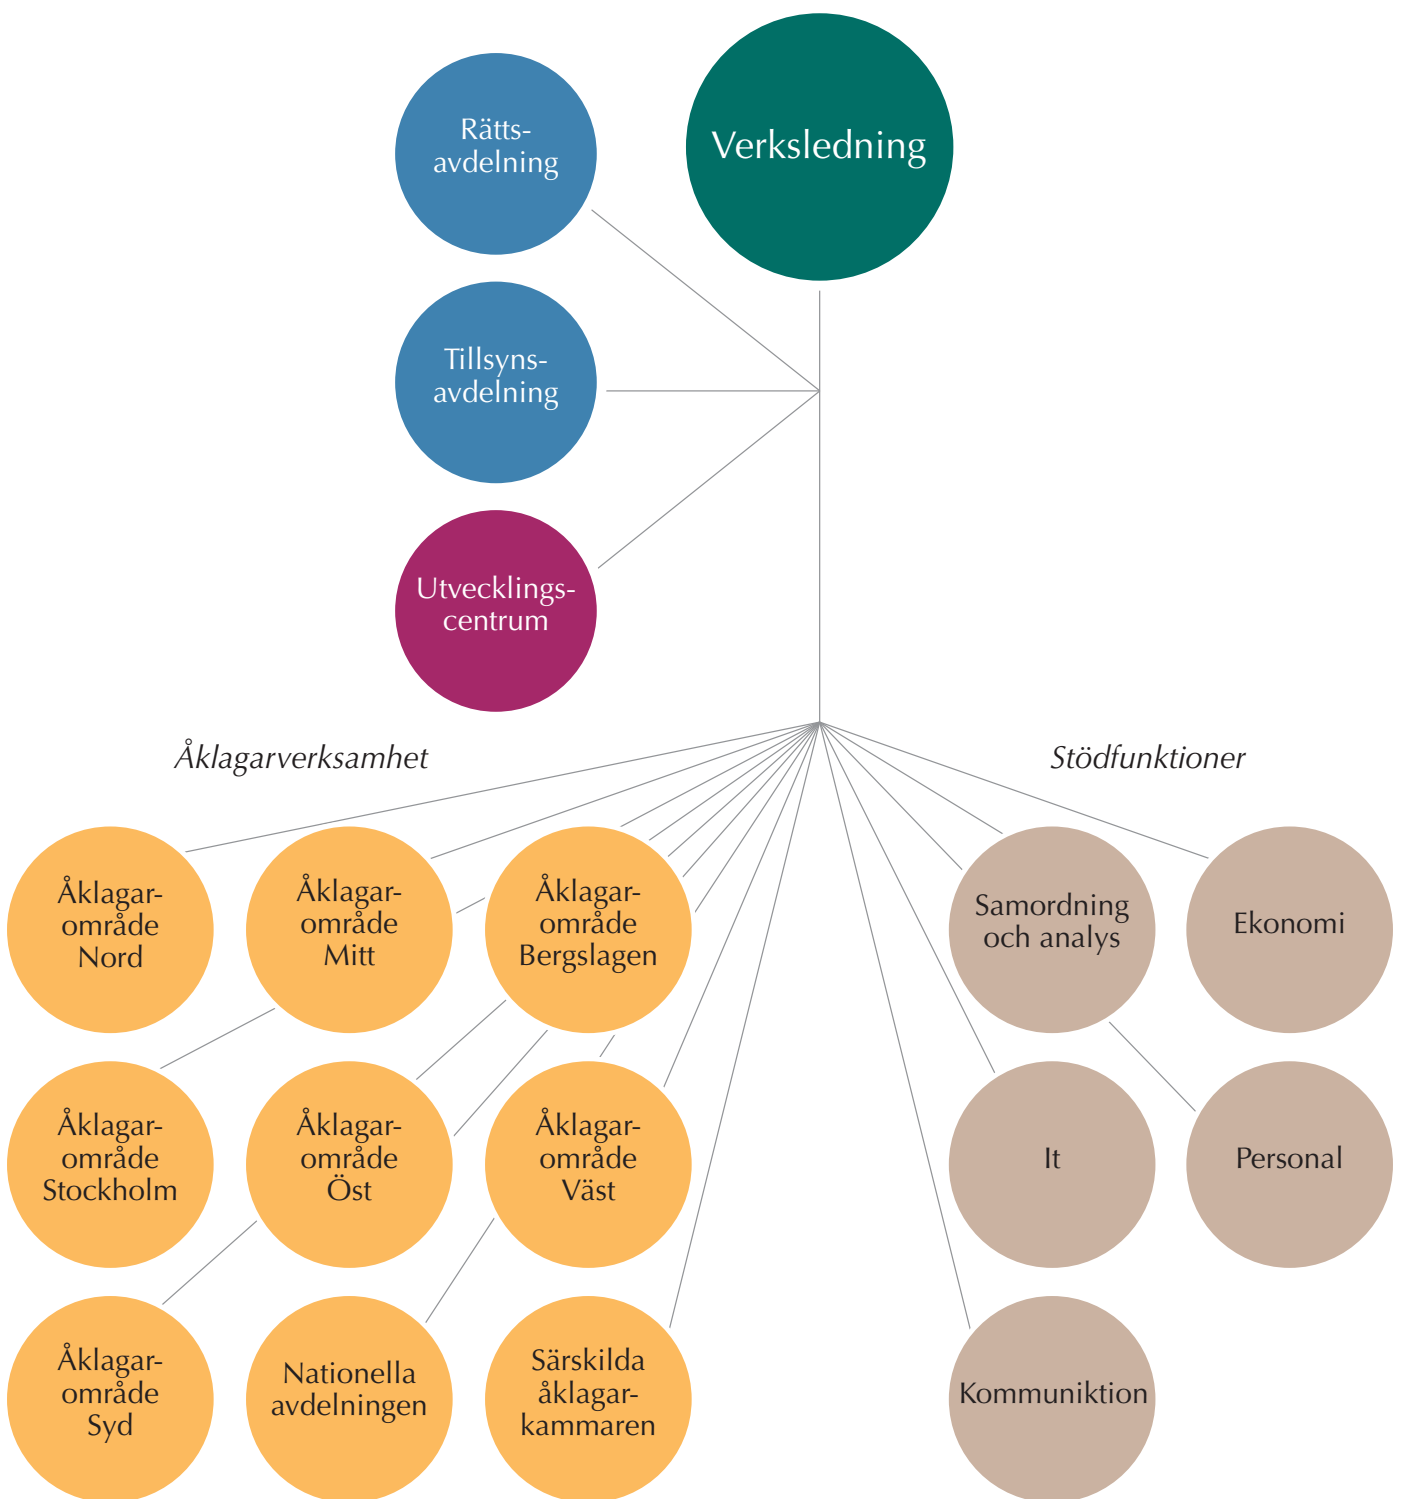 Verksledning
Rätts-
avdelning
Tillsyns-
avdelning
Utvecklings-
centrum
Åklagarverksamhet
Åklagar-
område
Nord
Åklagar-
område
Mitt
Åklagar-
område
Bergslagen
Åklagar-
område
Stockholm
Åklagar-
område
Öst
Åklagar-
område
Väst
Åklagar-
område
Syd
Nationella
avdelningen
Särskilda
åklagar-
kammaren
Stödfunktioner
Samordning
och analys
Ekonomi
It
Personal
Kommuniktion